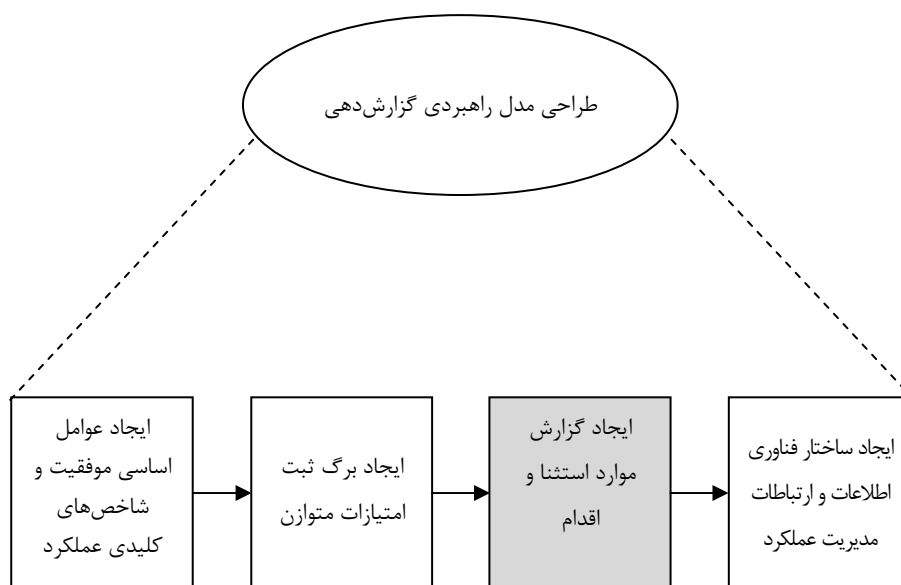 طراحی مدل راهبردی گزارش‌دهی
ایجاد عوامل
اساسی موفقیت و
شاخص‌های
کلیدی عملکرد
ایجاد برگ ثبت
امتیازات متوازن
ایجاد گزارش
موارد استثنا و
اقدام
ایجاد ساختار فناوری
اطلاعات و ارتباطات
مدیریت عملکرد